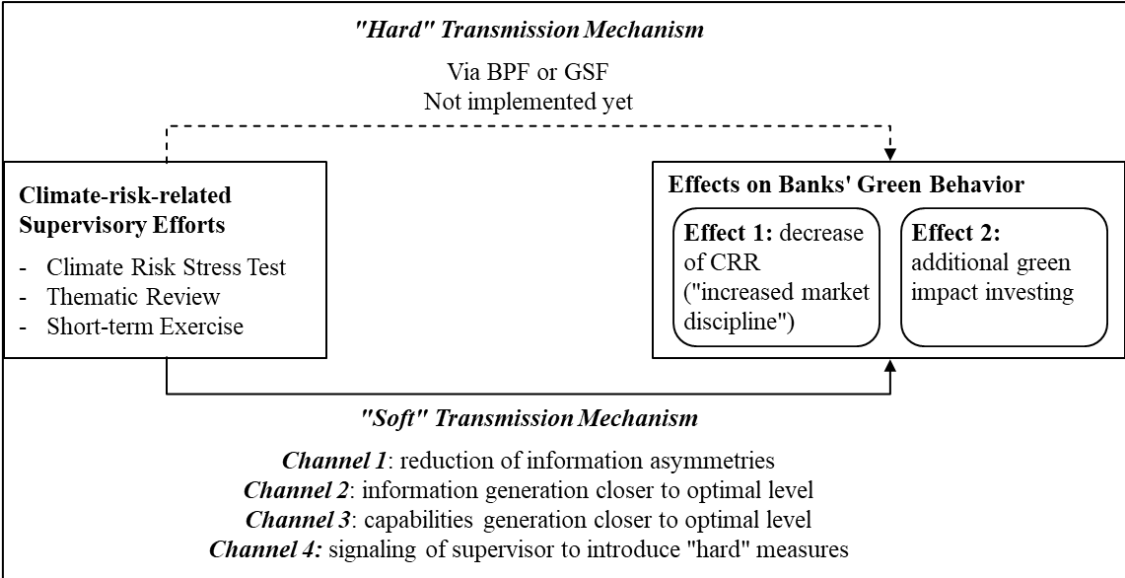 "Hard" Transmission Mechanism
Via BPF or GSF
Not implemented yet
Climate-risk-related
Supervisory Efforts
- Climate Risk Stress Test
- Thematic Review
- Short-term Exercise
Effects on Banks' Green Behavior
Effect 1: decrease
of CRR
("increased market
discipline")
Effect 2:
additional green
impact investing
"Soft" Transmission Mechanism
Channel 1: reduction of information asymmetries
Channel 2: information generation closer to optimal level
Channel 3: capabilities generation closer to optimal level
Channel 4: signaling of supervisor to introduce "hard" measures